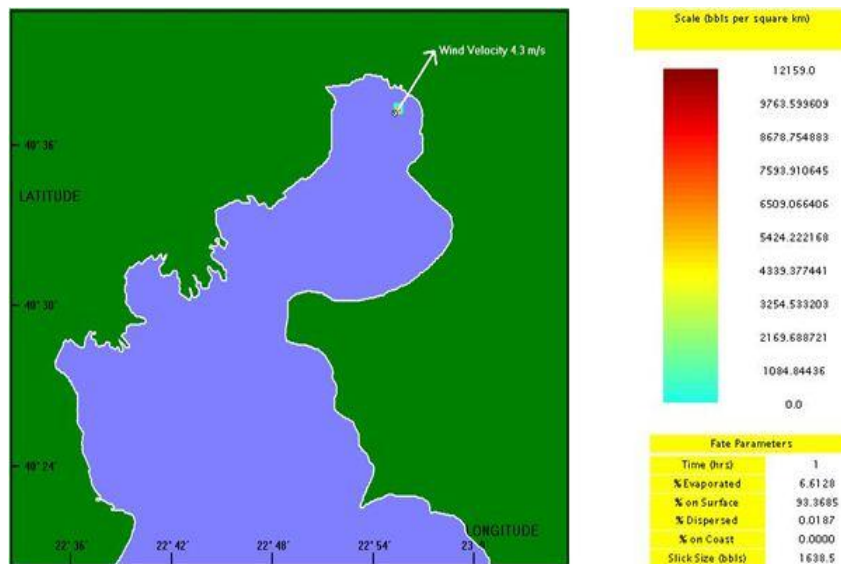 Wind Velocity 4.3 m/s
40° 36'
LATITUDE
40° 30'
40° 24'
LONGITUDE
22° 36'
22° 42'
22° 48'
22° 54'
23° 0'
Scale (bbls per square km)
12159.0
9763.599609
8678.754883
7593.910645
6509.066406
5424.222168
4339.377441
3254.533203
2169.688721
1084.84436
0.0
Fate Parameters
Time (hrs) 1
% Evaporated 6.6128
% on Surface 93.3685
% Dispersed 0.0187
% on Coast 0.0000
Slick Size (bbls) 1638.5